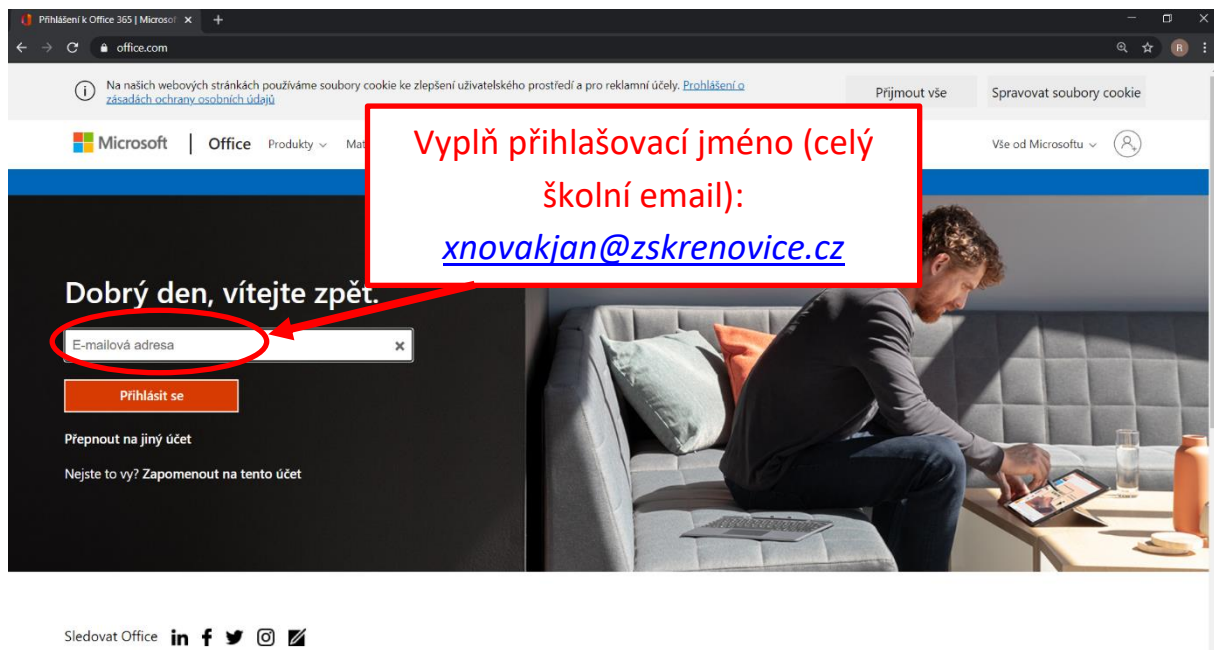 Přihlášení k Office 365 | Microsof
office.com
R
Na našich webových stránkách používáme soubory cookie ke zlepšení uživatelského prostředí a pro reklamní účely. Prohlášení o
zásadách ochrany osobních údajů
Přijmout vše
Spravovat soubory cookie
Microsoft | Office Produkty Mat
Vše od Microsoftu
Vyplň přihlašovací jméno (celý
školní email):
xnovakjan@zskrenovice.cz
Dobrý den, vítejte zpět.
E-mailová adresa
Přihlásit se
Přepnout na jiný účet
Nejste to vy? Zapomenout na tento účet
Sledovat Office